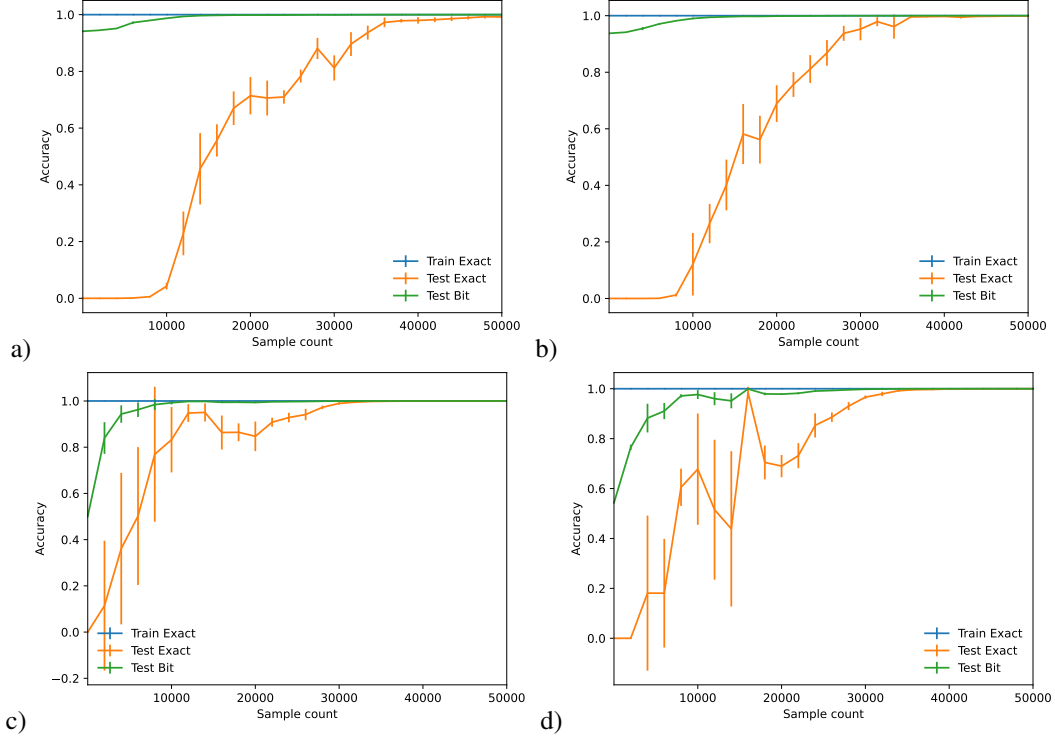 1.0
0.8
0.6
0.4
0.2
0.0
Accuracy
Train Exact
Test Exact
Test Bit
10000 20000 30000 40000 50000
Sample count
a)
1.0
0.8
0.6
0.4
0.2
0.0
Accuracy
Train Exact
Test Exact
Test Bit
10000 20000 30000 40000 50000
Sample count
b)
1.0
0.8
0.6
0.4
0.2
0.0
−0.2
Accuracy
Train Exact
Test Exact
Test Bit
10000 20000 30000 40000 50000
Sample count
c)
1.0
0.8
0.6
0.4
0.2
0.0
Accuracy
Train Exact
Test Exact
Test Bit
10000 20000 30000 40000 50000
Sample count
d)